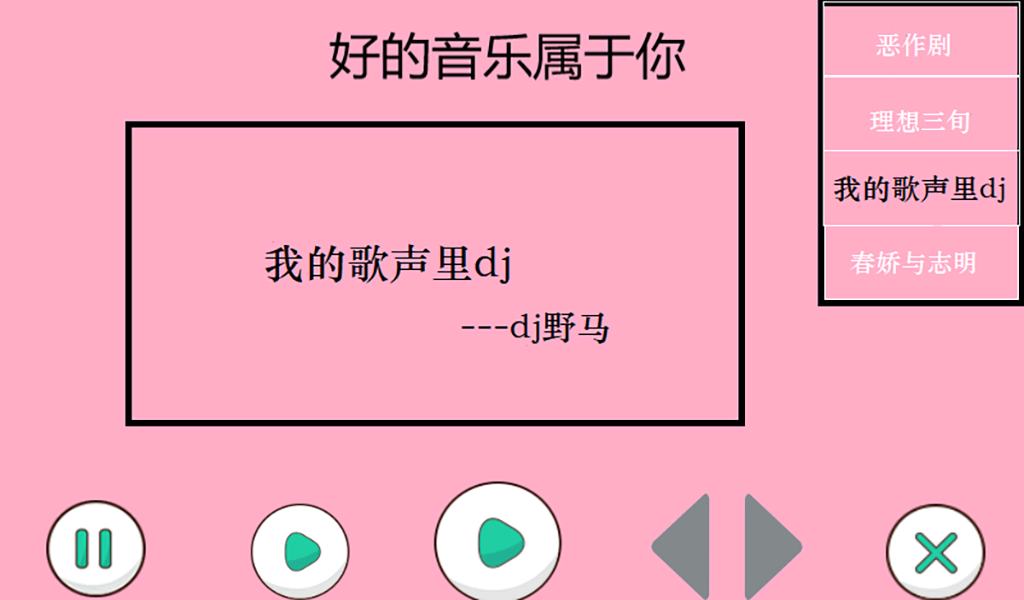 好的音乐属于你
恶作剧
理想三旬
我的歌声里dj
春娇与志明
我的歌声里dj
---dj野马